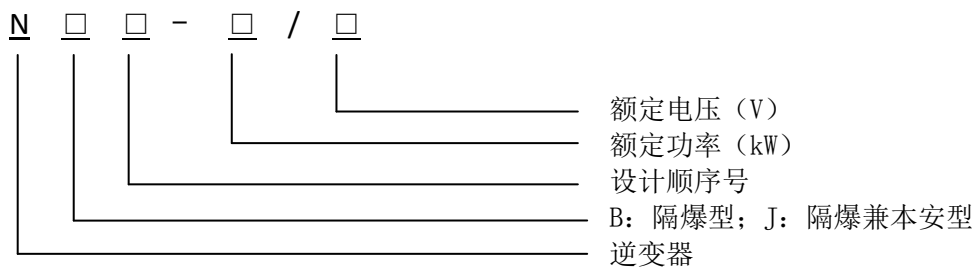 N □ □ - □ / □
额定电压（V）
额定功率（kW）
设计顺序号
B：隔爆型；J：隔爆兼本安型
逆变器